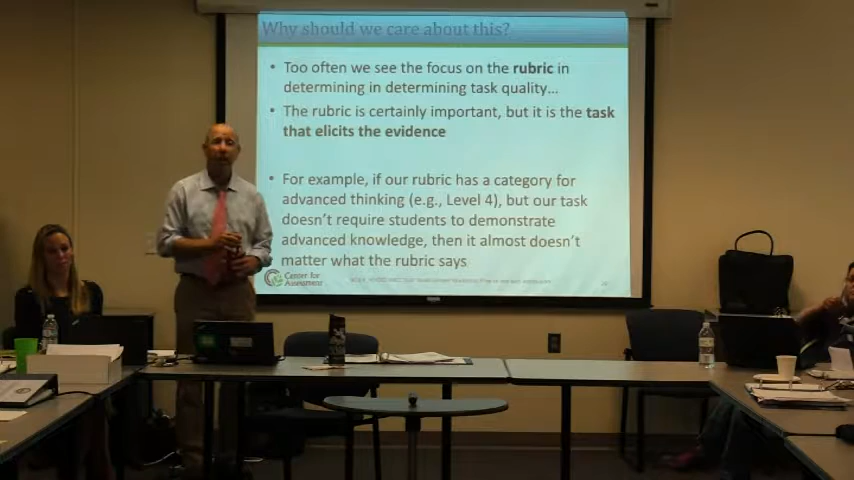 Why should we care about this?
• Too often we see the focus on the rubric in
determining in determining task quality...
• The rubric is certainly important, but it is the task
that elicits the evidence
• For example, if our rubric has a category for
advanced thinking (e.g., Level 4), but our task
doesn't require students to demonstrate
advanced knowledge, then it almost doesn't
matter what the rubric says
Center for
Assessment